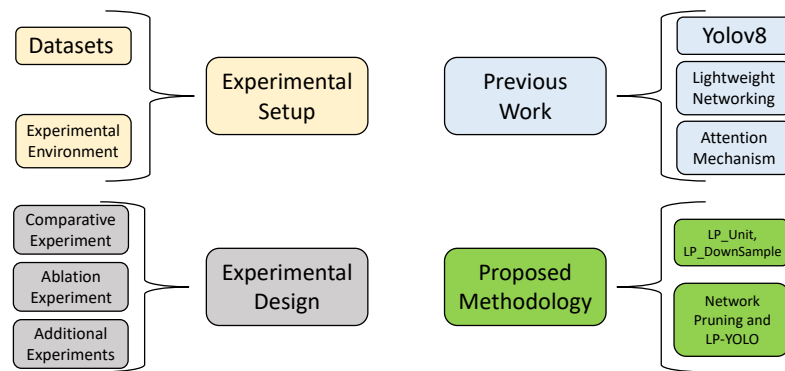 Datasets
Experimental
Environment
Experimental
Setup
Previous
Work
Yolov8
Lightweight
Networking
Attention
Mechanism
Comparative
Experiment
Ablation
Experiment
Additional
Experiments
Experimental
Design
Proposed
Methodology
LP_Unit,
LP_DownSample
Network
Pruning and
LP-YOLO